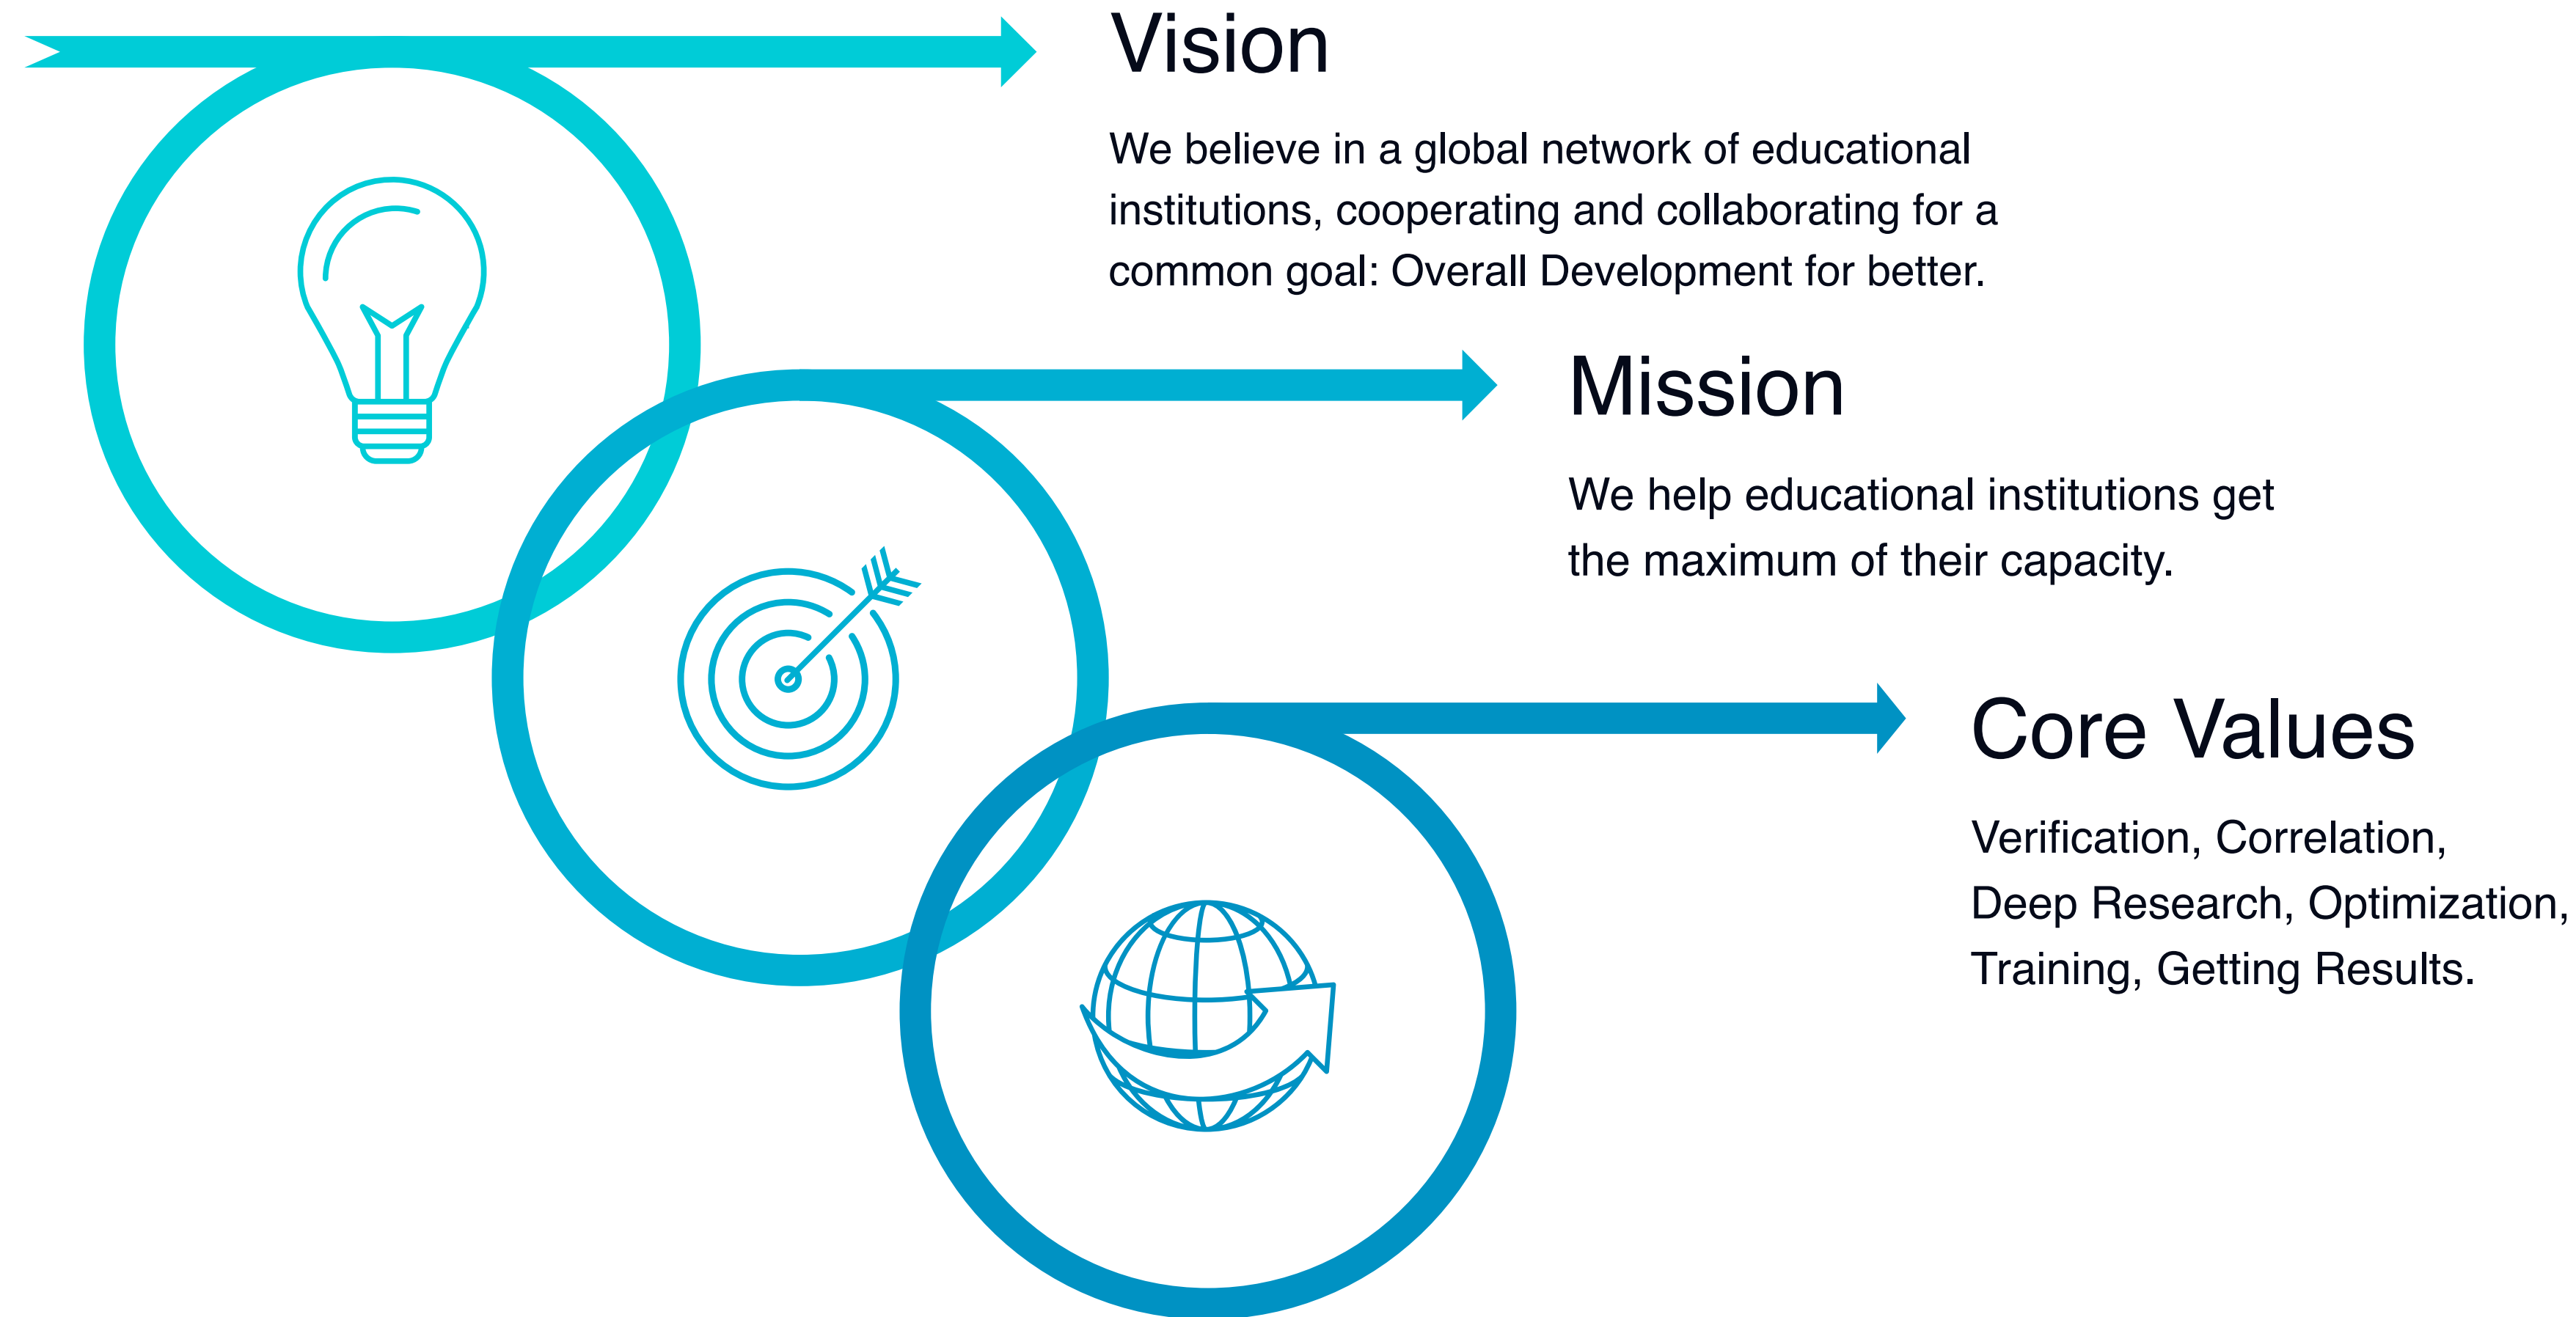 Vision
We believe in a global network of educational
institutions, cooperating and collaborating for a
common goal: Overall Development for better.
Mission
We help educational institutions get
the maximum of their capacity.
Core Values
Verification, Correlation,
Deep Research, Optimization,
Training, Getting Results.